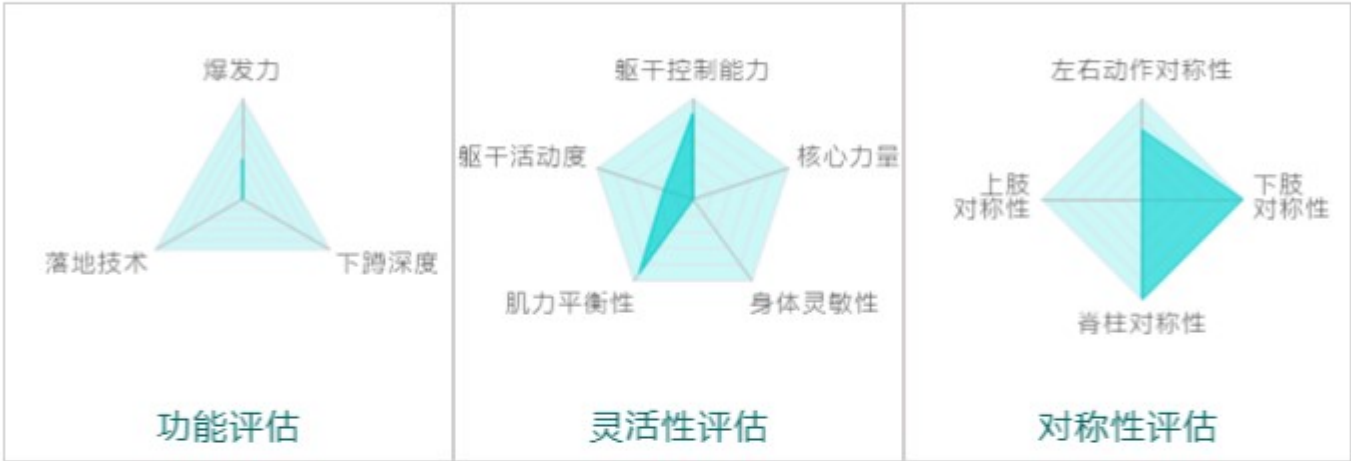 爆发力
落地技术
下蹲深度
功能评估
躯干控制能力
躯干活动度
核心力量
肌力平衡性
身体灵敏性
灵活性评估
左右动作对称性
上肢
对称性
下肢
对称性
脊柱对称性
对称性评估